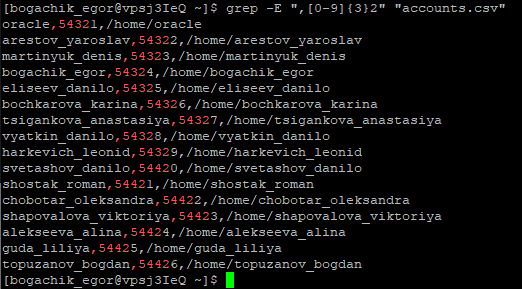 [bogachik_egor@vpsj3IeQ ~]$ grep -E ",[0-9]{3}2" "accounts.csv"
oracle,54321,/home/oracle
arestov_yaroslav,54322,/home/arestov_yaroslav
martinyuk_denis,54323,/home/martinyuk_denis
bogachik_egor,54324,/home/bogachik_egor
eliseev_danilo,54325,/home/eliseev_danilo
bochkarova_karina,54326,/home/bochkarova_karina
tsigankova_anastasiya,54327,/home/tsigankova_anastasiya
vyatkin_danilo,54328,/home/vyatkin_danilo
harkevich_leonid,54329,/home/harkevich_leonid
svetashov_danilo,54420,/home/svetashov_danilo
shostak_roman,54421,/home/shostak_roman
chobotar_oleksandra,54422,/home/chobotar_oleksandra
shapovalova_viktoriya,54423,/home/shapovalova_viktoriya
alekseeva_alina,54424,/home/alekseeva_alina
guda_liliya,54425,/home/guda_liliya
topuzanov_bogdan,54426,/home/topuzanov_bogdan
[bogachik_egor@vpsj3IeQ ~]$